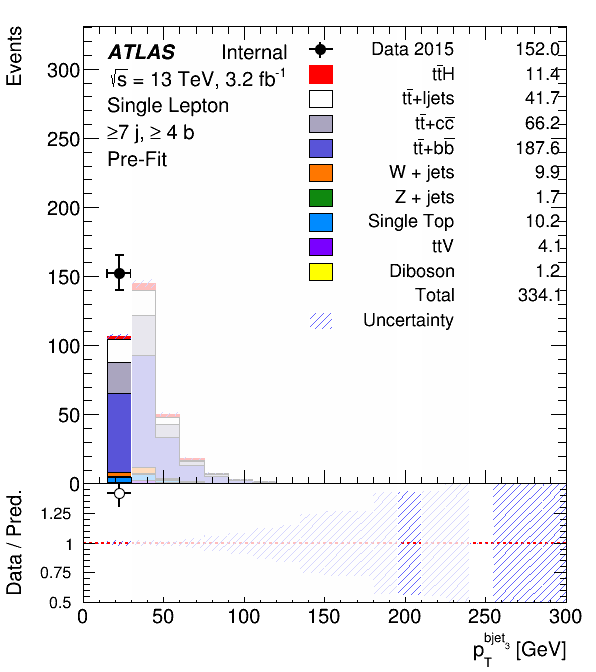 Events
ATLAS Internal
√s = 13 TeV, 3.2 fb⁻¹
Single Lepton
≥7 j, ≥ 4 b
Pre-Fit
Data 2015 152.0
tt̄H 11.4
tt̄+ljets 41.7
tt̄+cc̄ 66.2
tt̄+bb̄ 187.6
W + jets 9.9
Z + jets 1.7
Single Top 10.2
ttV 4.1
Diboson 1.2
Total 334.1
Uncertainty
300
250
200
150
100
50
0
Data / Pred.
1.25
1
0.75
0.5
0 50 100 150 200 250 300
p_T^bjet₃ [GeV]